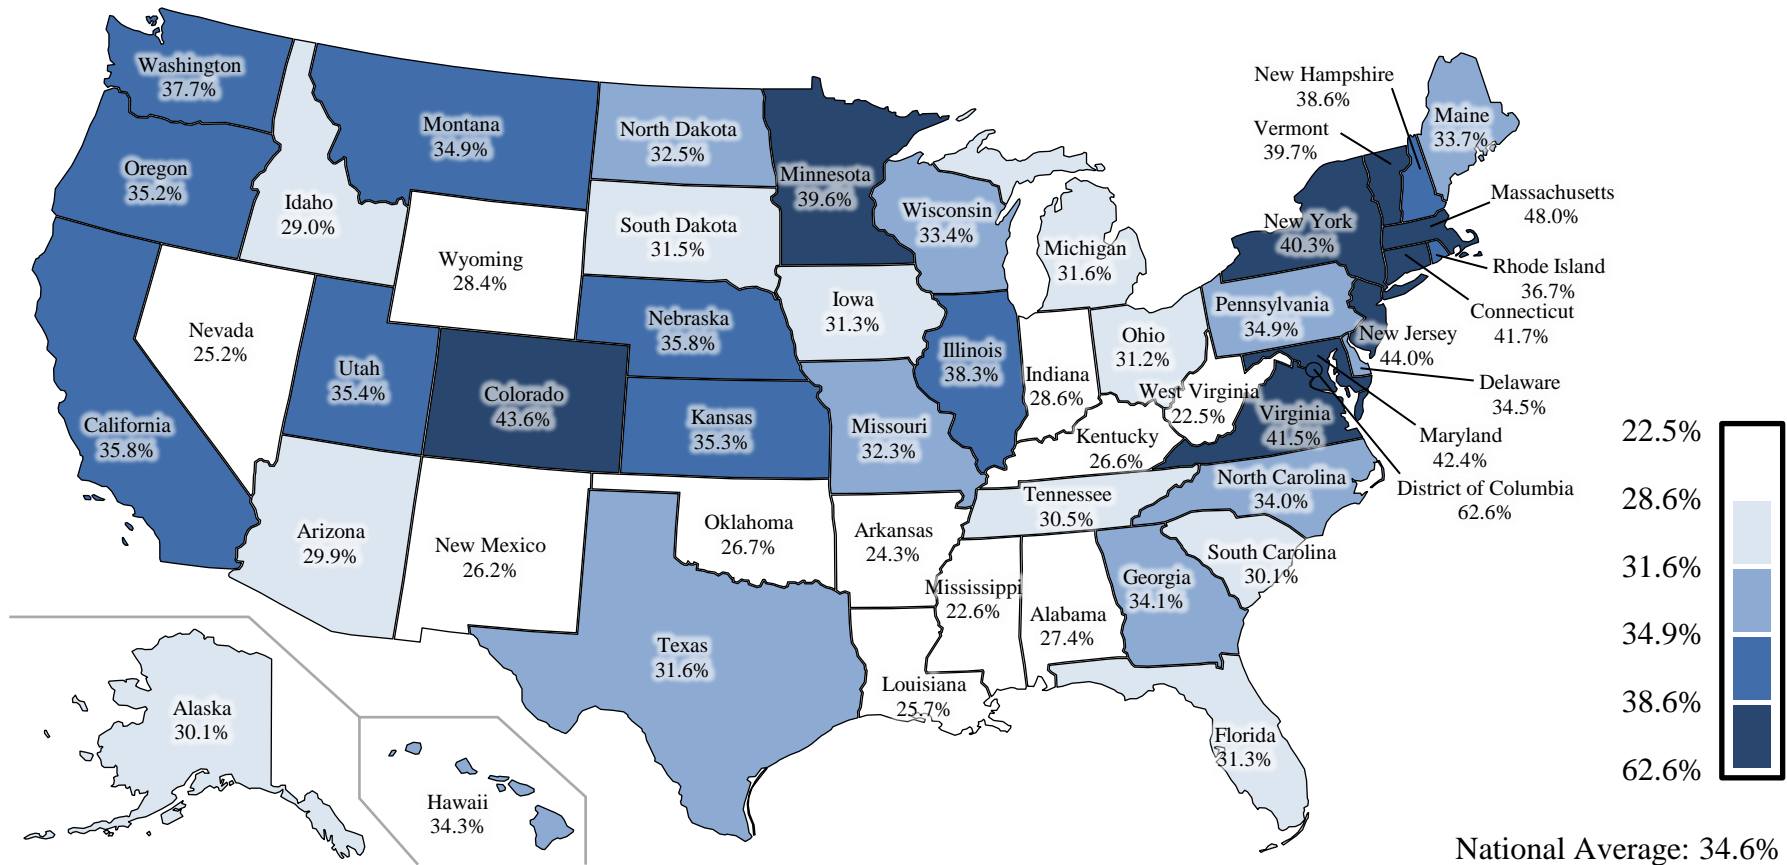 Washington
37.7%
Oregon
35.2%
California
35.8%
Idaho
29.0%
Nevada
25.2%
Montana
34.9%
Wyoming
28.4%
Utah
35.4%
Colorado
43.6%
Arizona
29.9%
New Mexico
26.2%
North Dakota
32.5%
South Dakota
31.5%
Nebraska
35.8%
Kansas
35.3%
Oklahoma
26.7%
Texas
31.6%
Minnesota
39.6%
Iowa
31.3%
Missouri
32.3%
Arkansas
24.3%
Louisiana
25.7%
Wisconsin
33.4%
Illinois
38.3%
Michigan
31.6%
Indiana
28.6%
Ohio
31.2%
Kentucky
26.6%
Tennessee
30.5%
Mississippi
22.6%
Alabama
27.4%
Georgia
34.1%
Florida
31.3%
South Carolina
30.1%
North Carolina
34.0%
West Virginia
22.5%
Virginia
41.5%
Pennsylvania
34.9%
New York
40.3%
New Hampshire
38.6%
Vermont
39.7%
Maine
33.7%
Massachusetts
48.0%
Rhode Island
36.7%
Connecticut
41.7%
New Jersey
44.0%
Delaware
34.5%
Maryland
42.4%
District of Columbia
62.6%
Alaska
30.1%
Hawaii
34.3%
22.5%
28.6%
31.6%
34.9%
38.6%
62.6%
National Average: 34.6%